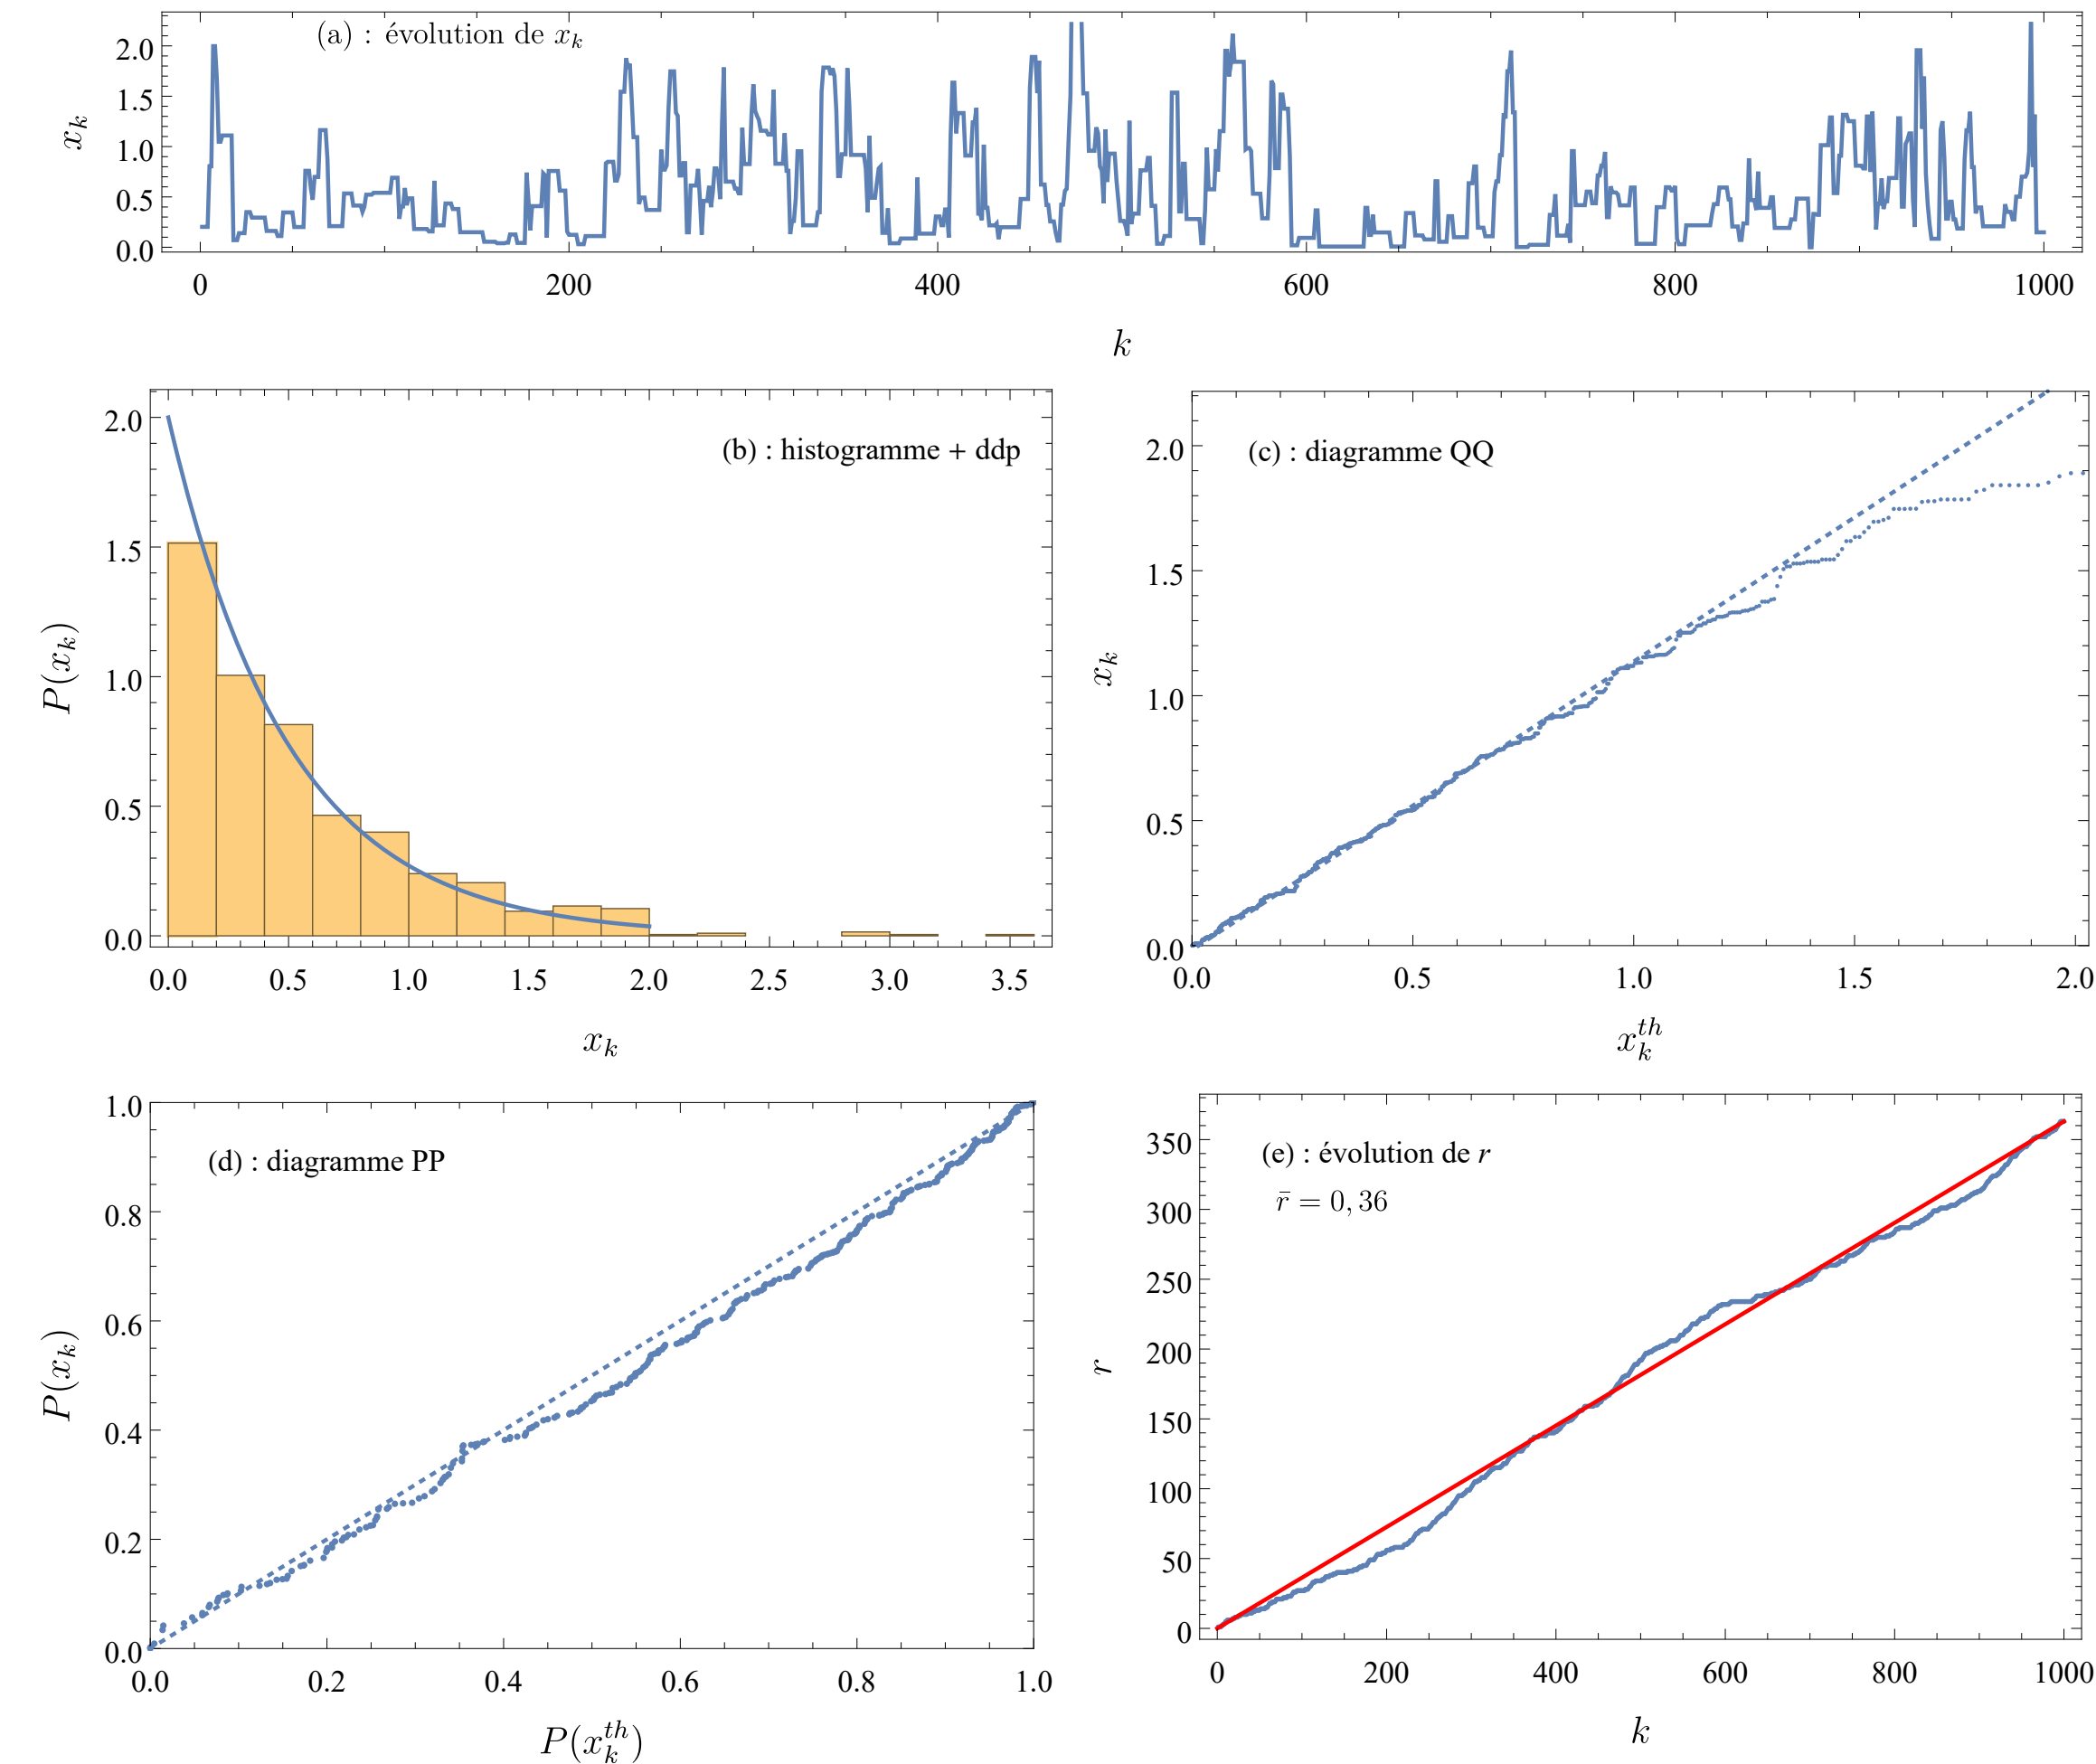 (a) : évolution de x_k
x_k
2.0
1.5
1.0
0.5
0.0
0 200 400 600 800 1000
k
(b) : histogramme + ddp
P(x_k)
2.0
1.5
1.0
0.5
0.0
0.0 0.5 1.0 1.5 2.0 2.5 3.0 3.5
x_k
(c) : diagramme QQ
x_k
2.0
1.5
1.0
0.5
0.0
0.0 0.5 1.0 1.5 2.0
x_k^{th}
(d) : diagramme PP
P(x_k)
1.0
0.8
0.6
0.4
0.2
0.0
0.0 0.2 0.4 0.6 0.8 1.0
P(x_k^{th})
(e) : évolution de r
r̄ = 0, 36
r
350
300
250
200
150
100
50
0
0 200 400 600 800 1000
k